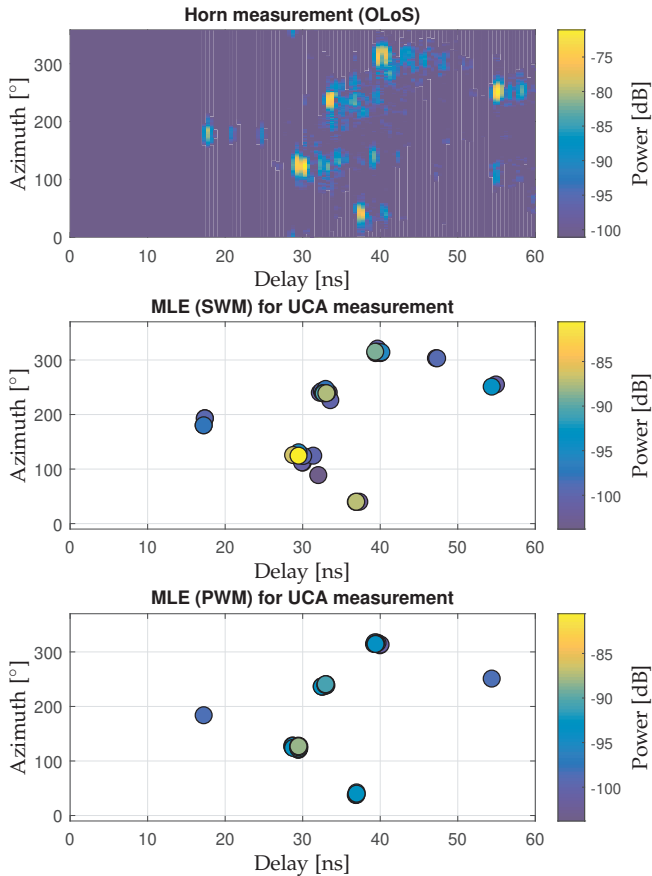 Horn measurement (OLoS)
300
200
100
0
Azimuth [°]
0 10 20 30 40 50 60
Delay [ns]
-75
-80
-85
-90
-95
-100
Power [dB]
MLE (SWM) for UCA measurement
300
200
100
0
Azimuth [°]
0 10 20 30 40 50 60
Delay [ns]
-85
-90
-95
-100
Power [dB]
MLE (PWM) for UCA measurement
300
200
100
0
Azimuth [°]
0 10 20 30 40 50 60
Delay [ns]
-85
-90
-95
-100
Power [dB]